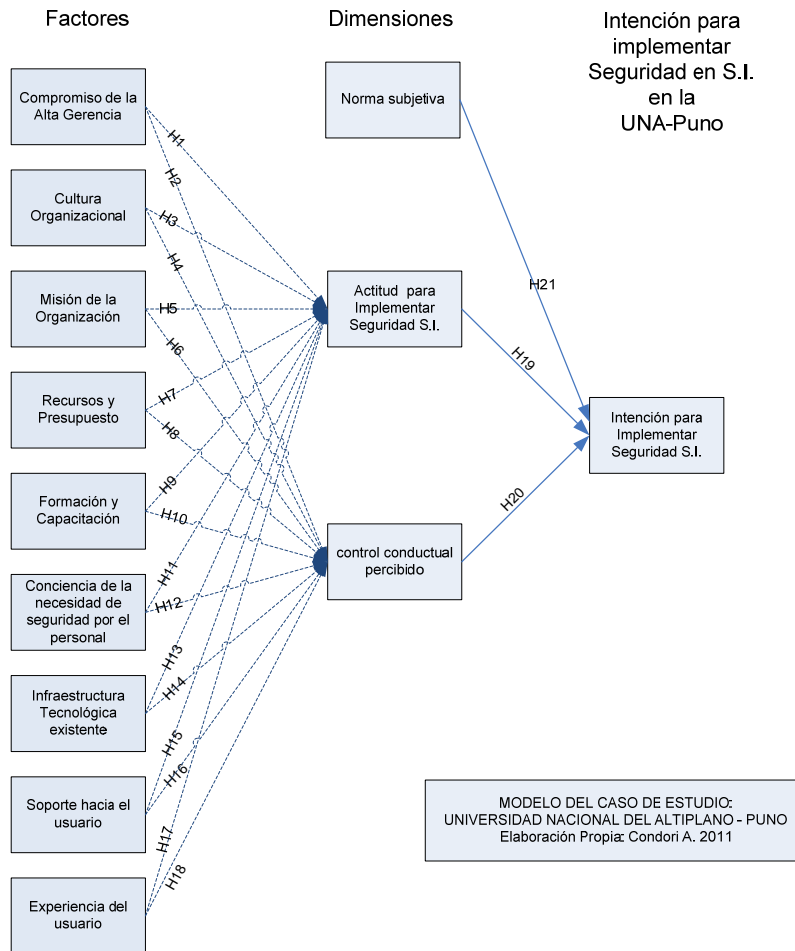 Factores
Dimensiones
Intención para
implementar
Seguridad en S.I.
en la
UNA-Puno
Compromiso de la
Alta Gerencia
Cultura
Organizacional
Misión de la
Organización
Recursos y
Presupuesto
Formación y
Capacitación
Conciencia de la
necesidad de
seguridad por el
personal
Infraestructura
Tecnológica
existente
Soporte hacia el
usuario
Experiencia del
usuario
H1
H2
H3
H4
H5
H6
H7
H8
H9
H10
H11
H12
H13
H14
H15
H16
H17
H18
Norma subjetiva
Actitud para
Implementar
Seguridad S.I.
control conductual
percibido
H21
H19
H20
Intención para
Implementar
Seguridad S.I.
MODELO DEL CASO DE ESTUDIO:
UNIVERSIDAD NACIONAL DEL ALTIPLANO - PUNO
Elaboración Propia: Condori A. 2011